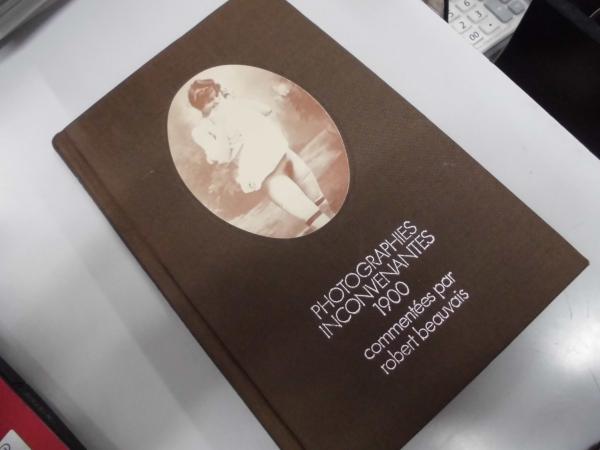 PHOTOGRAPHIES
INCONVENANTES
1900
commentées par
robert beauvais